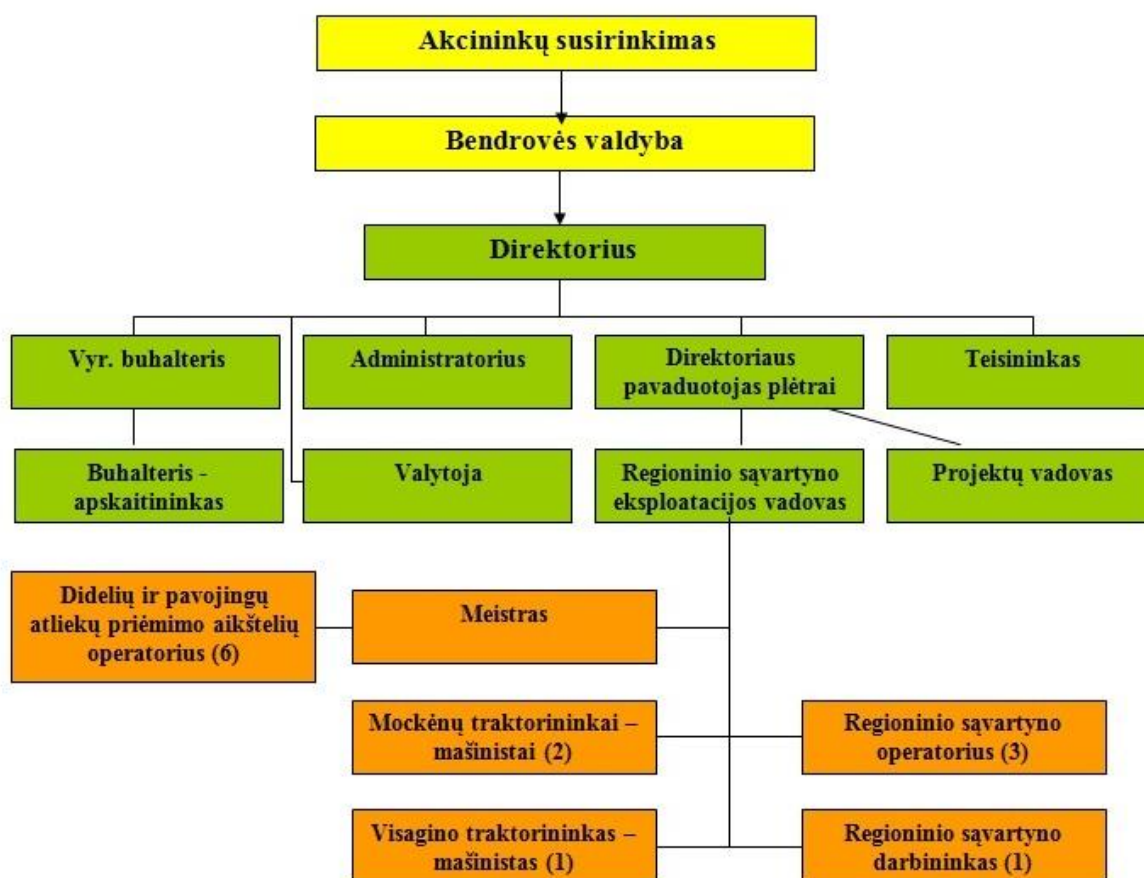 Akcininkų susirinkimas
Bendrovės valdyba
Direktorius
Vyr. buhalteris
Administratorius
Direktoriaus
pavaduotojas plėtrai
Teisininkas
Buhalteris -
apskaitininkas
Valytoja
Regioninio sąvartyno
eksploatacijos vadovas
Projektų vadovas
Didelių ir pavojingų
atliekų priėmimo aikštelių
operatorius (6)
Meistras
Mockėnų traktorininkai –
mašinistai (2)
Regioninio sąvartyno
operatorius (3)
Visagino traktorininkas –
mašinistas (1)
Regioninio sąvartyno
darbininkas (1)